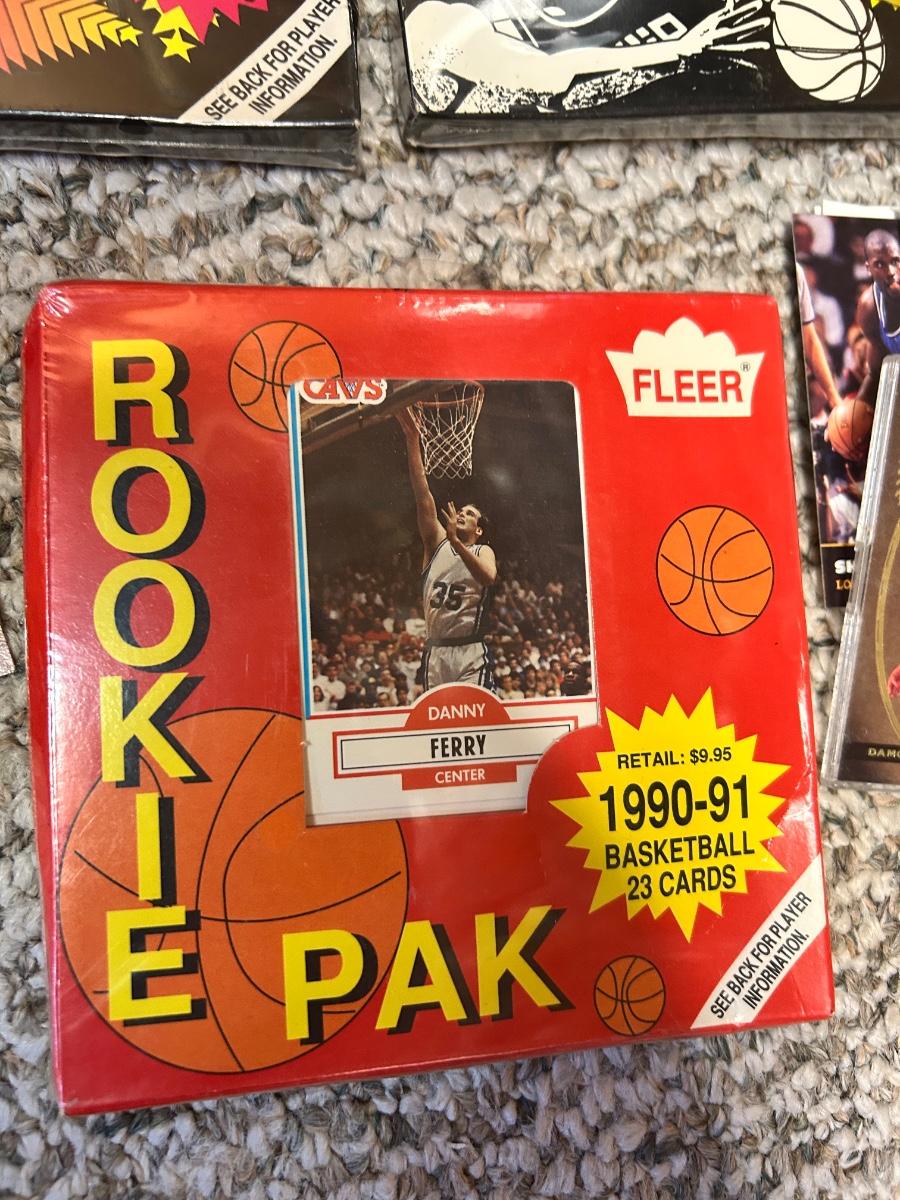 SEE BACK FOR PLAYER
INFORMATION.
ROOKIE
PAK
CAVS
FLEER®
35
DANNY
FERRY
CENTER
RETAIL: $9.95
1990-91
BASKETBALL
23 CARDS
SEE BACK FOR PLAYER
INFORMATION.